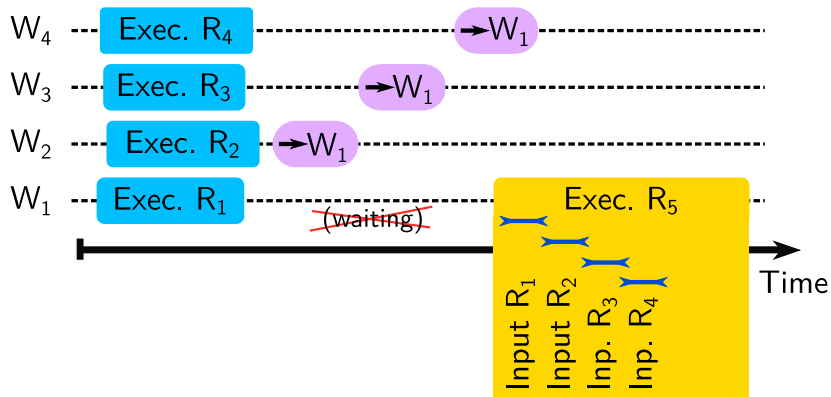 W₄ Exec. R₄ →W₁
W₃ Exec. R₃ →W₁
W₂ Exec. R₂ →W₁
W₁ Exec. R₁ Exec. R₅
(waiting)
Time
Input R₁
Input R₂
Inp. R₃
Inp. R₄